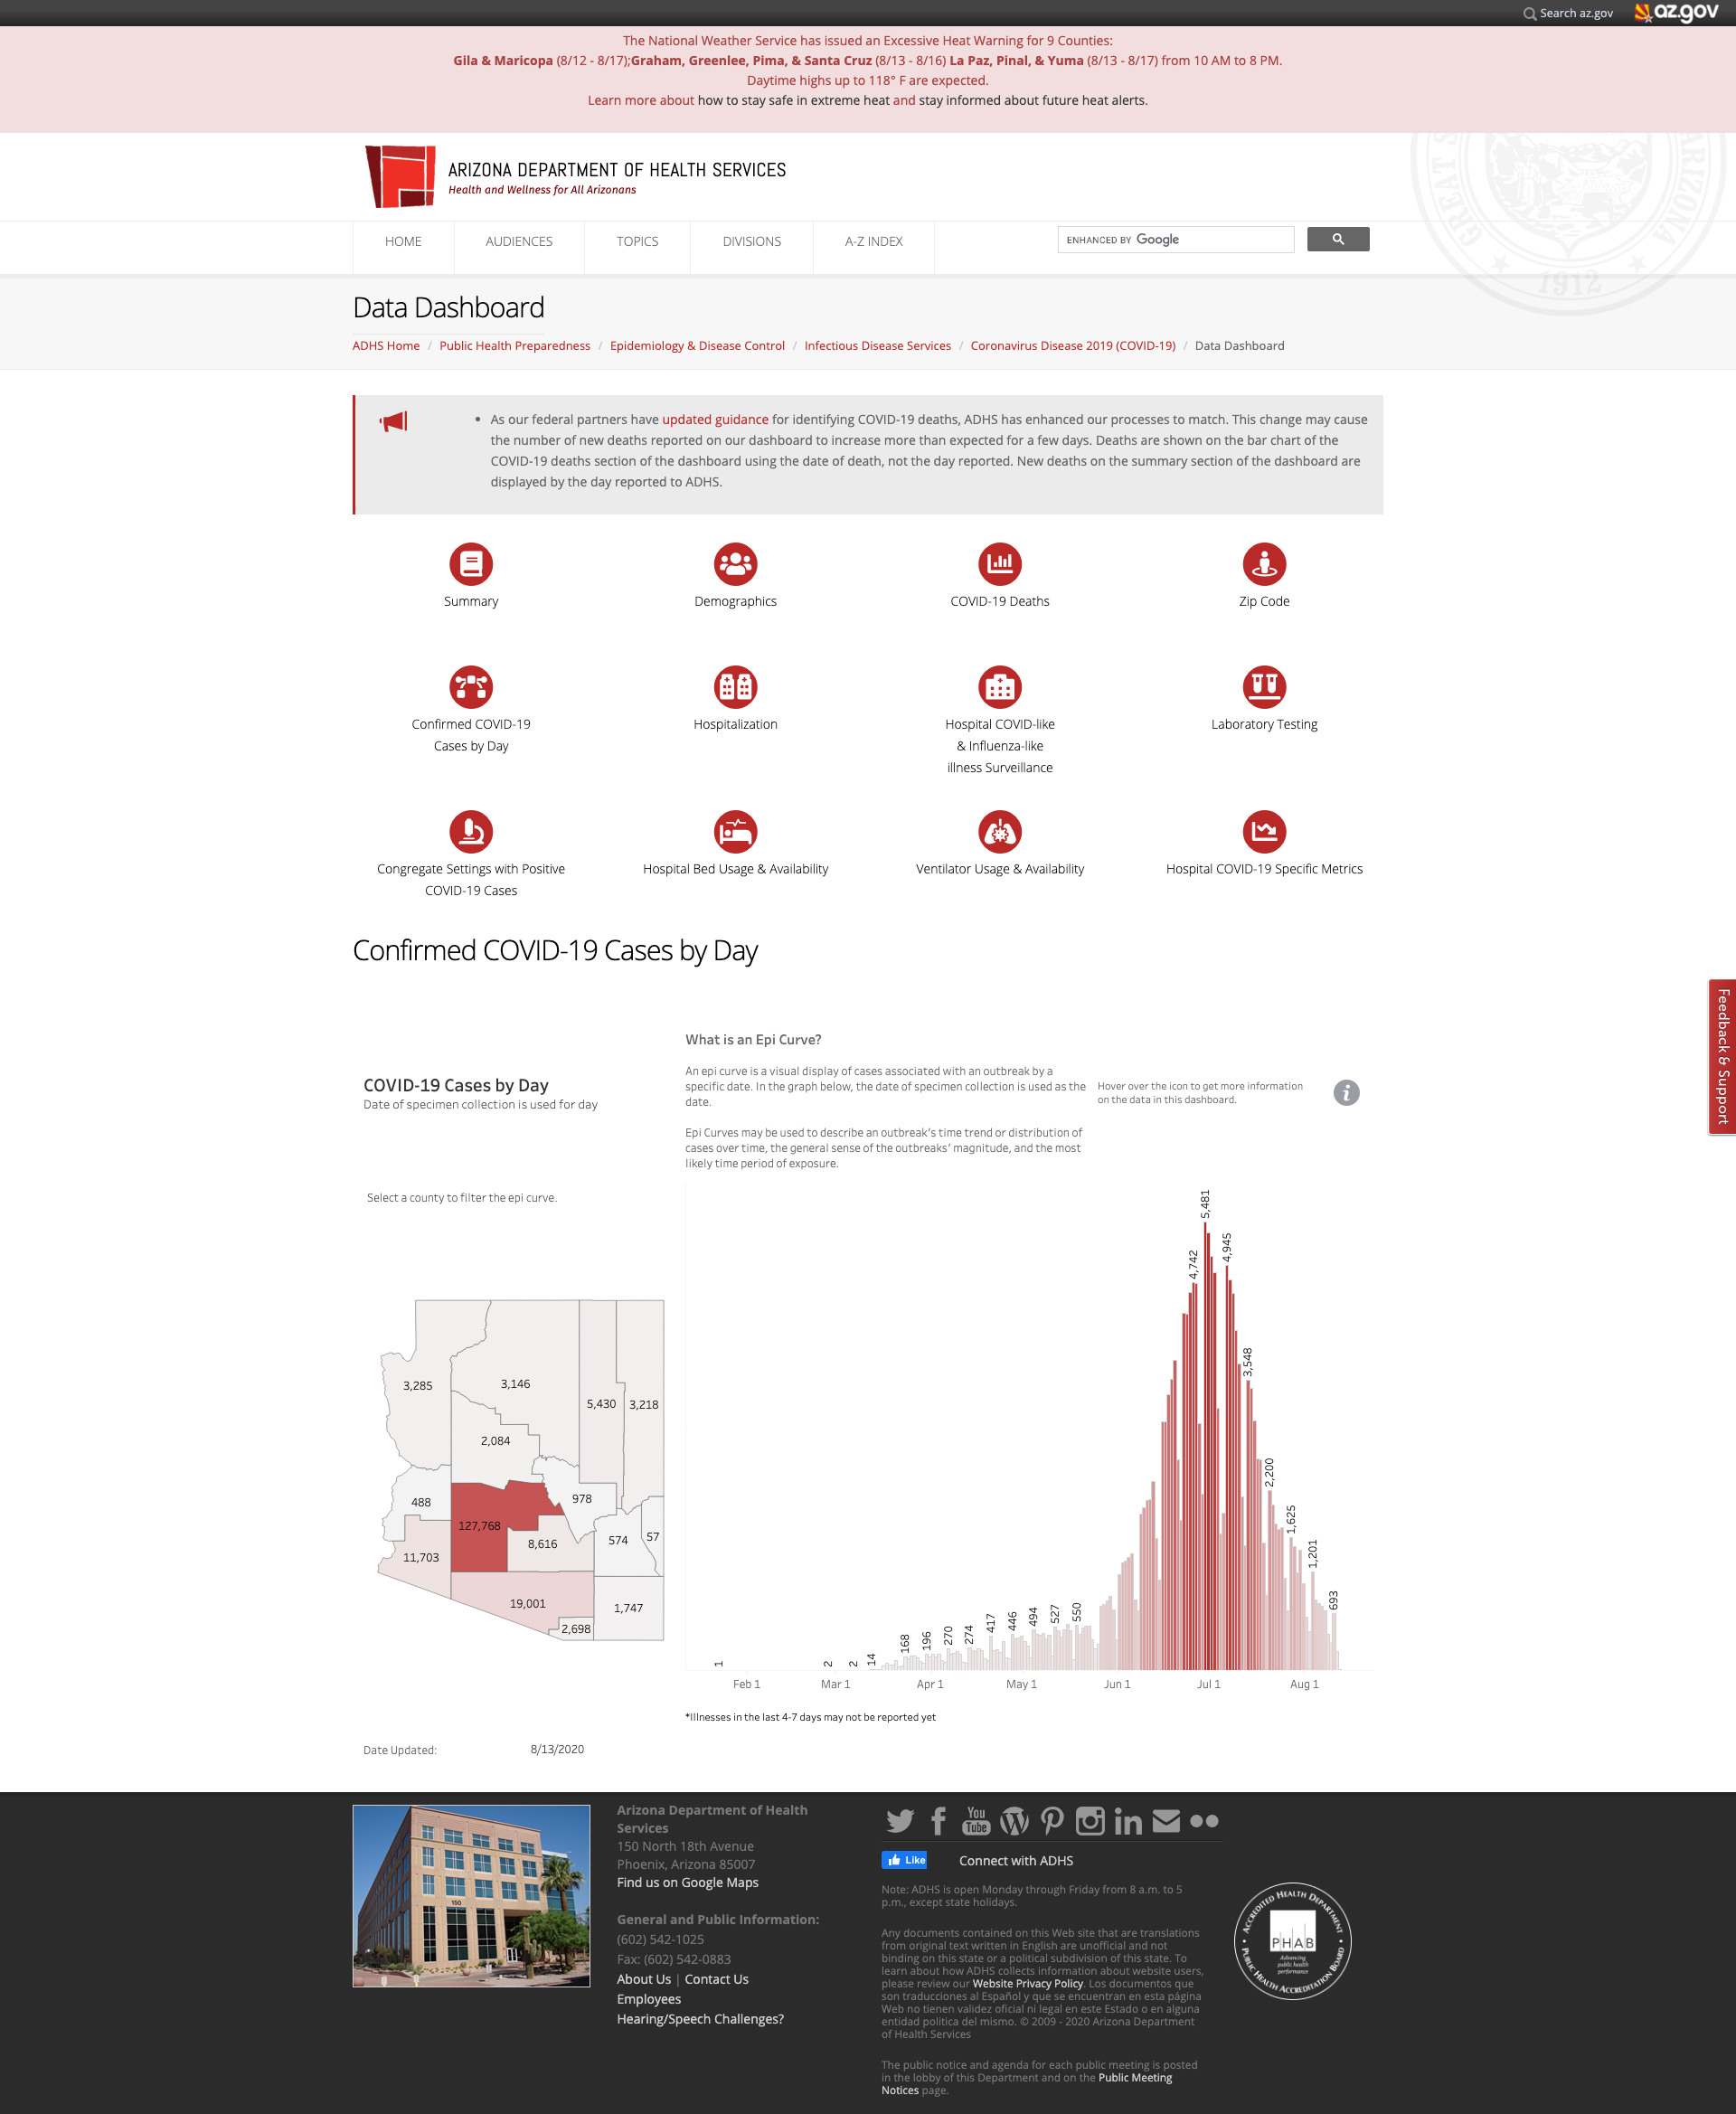 Search az.gov
az.gov
The National Weather Service has issued an Excessive Heat Warning for 9 Counties:
Gila & Maricopa (8/12 - 8/17);Graham, Greenlee, Pima, & Santa Cruz (8/13 - 8/16) La Paz, Pinal, & Yuma (8/13 - 8/17) from 10 AM to 8 PM.
Daytime highs up to 118° F are expected.
Learn more about how to stay safe in extreme heat and stay informed about future heat alerts.
ARIZONA DEPARTMENT OF HEALTH SERVICES
Health and Wellness for All Arizonans
GREAT ARIZONA
1912
HOME AUDIENCES TOPICS DIVISIONS A-Z INDEX
ENHANCED BY Google
Data Dashboard
ADHS Home / Public Health Preparedness / Epidemiology & Disease Control / Infectious Disease Services / Coronavirus Disease 2019 (COVID-19) / Data Dashboard
• As our federal partners have updated guidance for identifying COVID-19 deaths, ADHS has enhanced our processes to match. This change may cause
the number of new deaths reported on our dashboard to increase more than expected for a few days. Deaths are shown on the bar chart of the
COVID-19 deaths section of the dashboard using the date of death, not the day reported. New deaths on the summary section of the dashboard are
displayed by the day reported to ADHS.
Summary
Demographics
COVID-19 Deaths
Zip Code
Confirmed COVID-19
Cases by Day
Hospitalization
Hospital COVID-like
& Influenza-like
illness Surveillance
Laboratory Testing
Congregate Settings with Positive
COVID-19 Cases
Hospital Bed Usage & Availability
Ventilator Usage & Availability
Hospital COVID-19 Specific Metrics
Confirmed COVID-19 Cases by Day
Feedback & Support
COVID-19 Cases by Day
Date of specimen collection is used for day
What is an Epi Curve?
An epi curve is a visual display of cases associated with an outbreak by a
specific date. In the graph below, the date of specimen collection is used as the
date.
Epi Curves may be used to describe an outbreak's time trend or distribution of
cases over time, the general sense of the outbreaks' magnitude, and the most
likely time period of exposure.
Hover over the icon to get more information
on the data in this dashboard.
i
Select a county to filter the epi curve.
3,285
3,146
5,430
3,218
2,084
488
978
127,768
8,616
574
57
11,703
19,001
1,747
2,698
1
2
2
14
168
196
270
274
417
446
494
527
550
4,742
5,481
4,945
3,548
2,200
1,625
1,201
693
Feb 1 Mar 1 Apr 1 May 1 Jun 1 Jul 1 Aug 1
*Illnesses in the last 4-7 days may not be reported yet
Date Updated: 8/13/2020
150
Arizona Department of Health
Services
150 North 18th Avenue
Phoenix, Arizona 85007
Find us on Google Maps
General and Public Information:
(602) 542-1025
Fax: (602) 542-0883
About Us | Contact Us
Employees
Hearing/Speech Challenges?
You
Tube
Like
Connect with ADHS
Note: ADHS is open Monday through Friday from 8 a.m. to 5
p.m., except state holidays.
Any documents contained on this Web site that are translations
from original text written in English are unofficial and not
binding on this state or a political subdivision of this state. To
learn about how ADHS collects information about website users,
please review our Website Privacy Policy. Los documentos que
son traducciones al Español y que se encuentran en esta página
Web no tienen validez oficial ni legal en este Estado o en alguna
entidad politica del mismo. © 2009 - 2020 Arizona Department
of Health Services
The public notice and agenda for each public meeting is posted
in the lobby of this Department and on the Public Meeting
Notices page.
ACCREDITED HEALTH DEPARTMENT
PHAB
Advancing
public health
performance
PUBLIC HEALTH ACCREDITATION BOARD